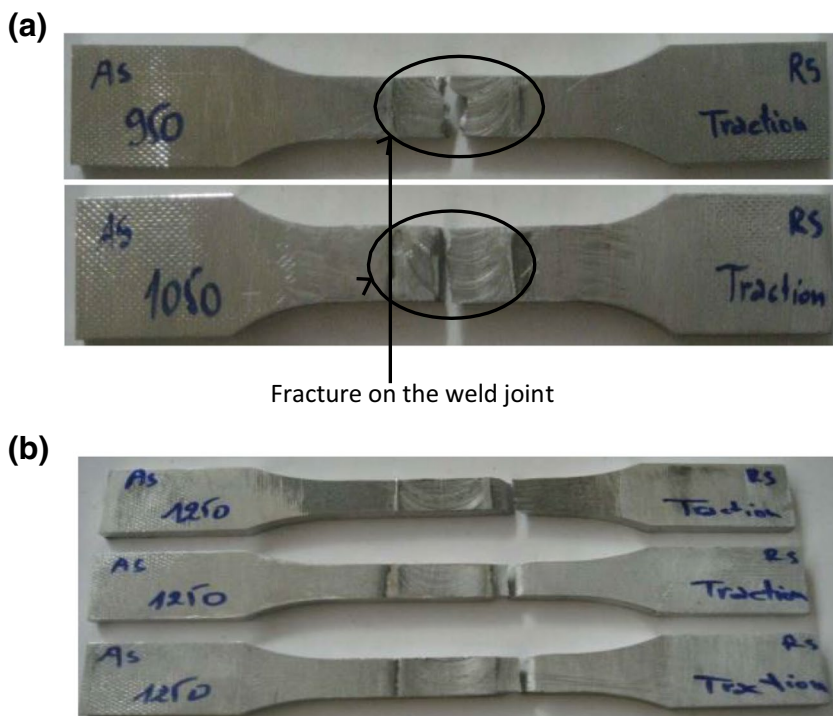 (a)
As RS
950 Traction
As RS
1050 Traction
Fracture on the weld joint
(b)
As RS
1250 Traction
As RS
1250 Traction
As Rs
1250 Traction